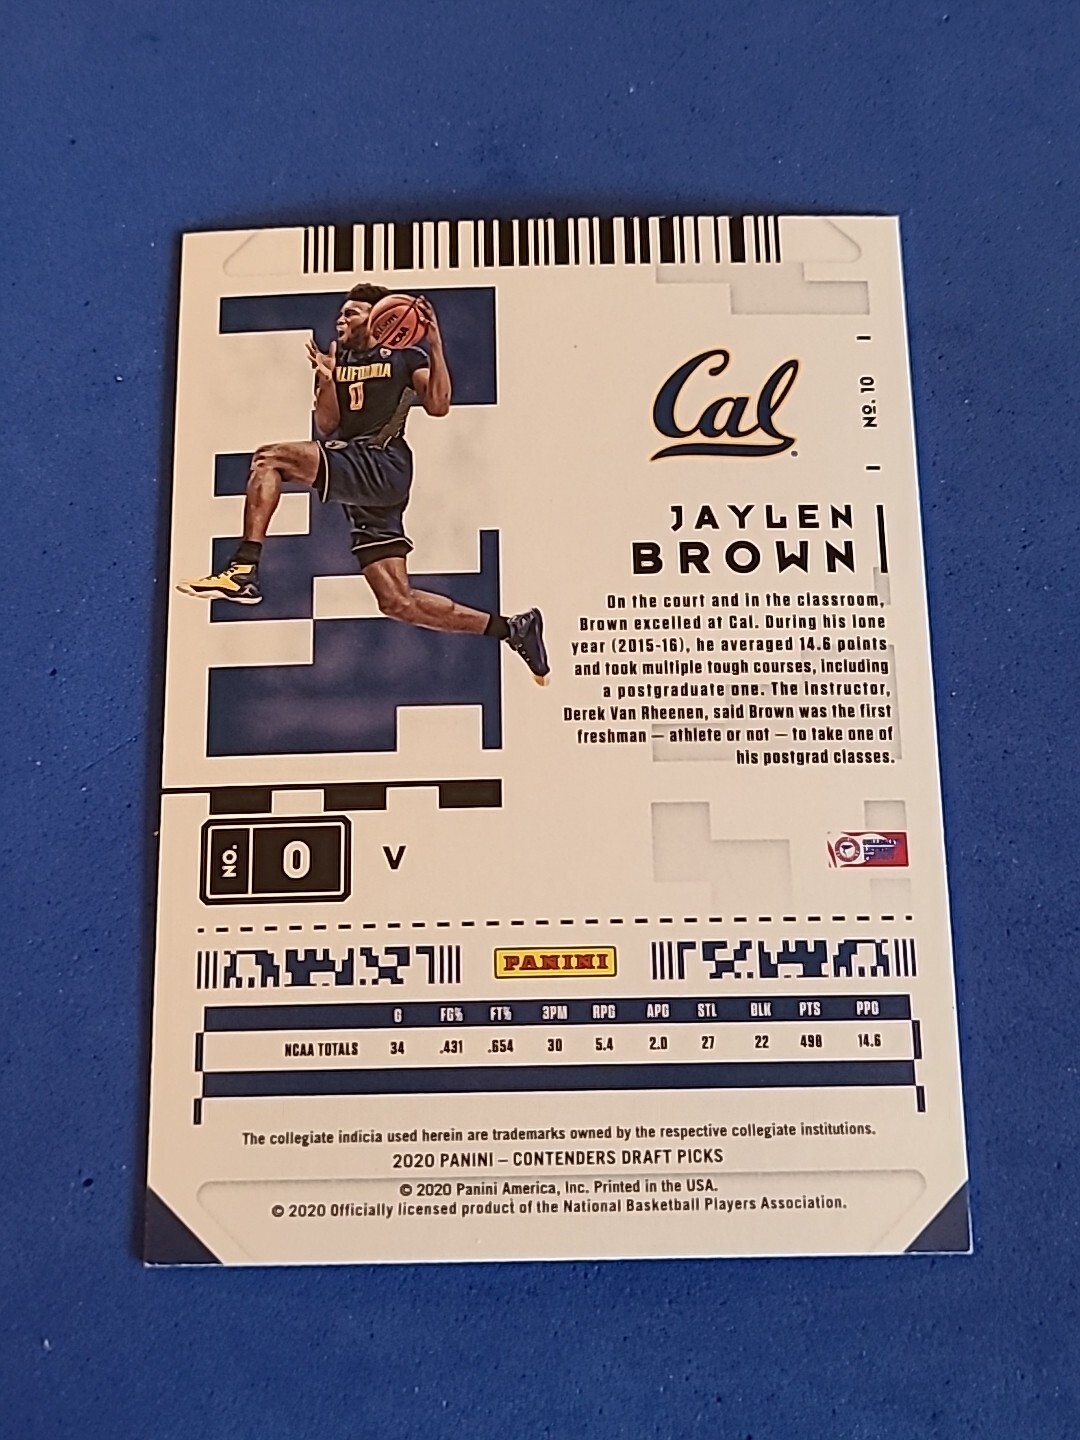 Wilson
NCAA
CALIFORNIA
0
Cal
No. 10
JAYLEN
BROWN
On the court and in the classroom,
Brown excelled at Cal. During his lone
year (2015-16), he averaged 14.6 points
and took multiple tough courses, including
a postgraduate one. The instructor,
Derek Van Rheenen, said Brown was the first
freshman — athlete or not — to take one of
his postgrad classes.
NO. 0 V
PANINI
G FG% FT% 3PM RPG APG STL BLK PTS PPG
NCAA TOTALS 34 .431 .654 30 5.4 2.0 27 22 498 14.6
The collegiate indicia used herein are trademarks owned by the respective collegiate institutions.
2020 PANINI – CONTENDERS DRAFT PICKS
© 2020 Panini America, Inc. Printed in the USA.
© 2020 Officially licensed product of the National Basketball Players Association.